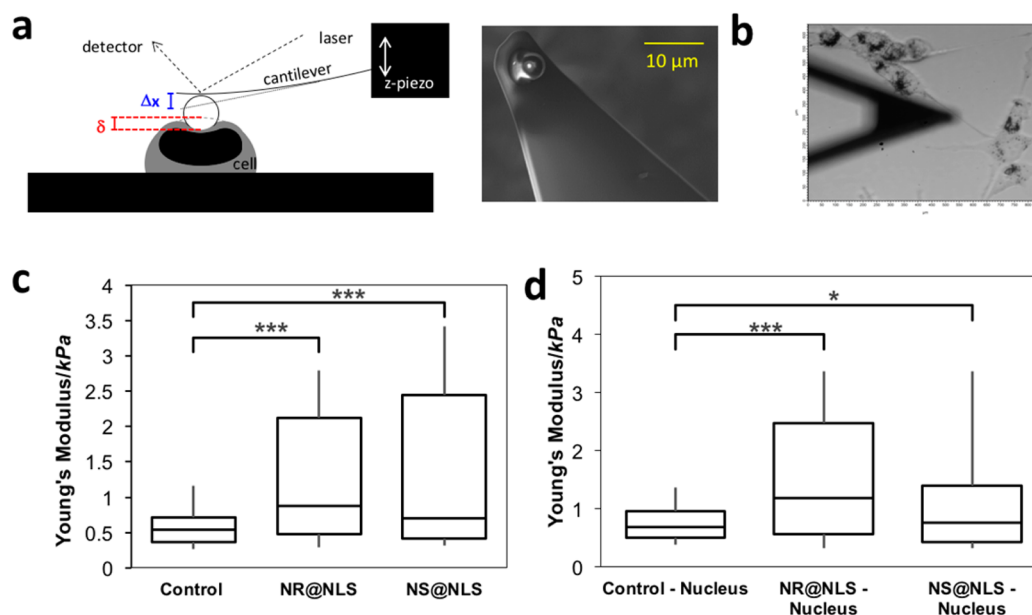 a
detector
laser
cantilever
z-piezo
Δx
δ
cell
10 μm
b
c
Young's Modulus/kPa
4
3.5
3
2.5
2
1.5
1
0.5
0
***
***
Control
NR@NLS
NS@NLS
d
Young's Modulus/kPa
5
4
3
2
1
0
*
***
Control - Nucleus
NR@NLS -
Nucleus
NS@NLS -
Nucleus